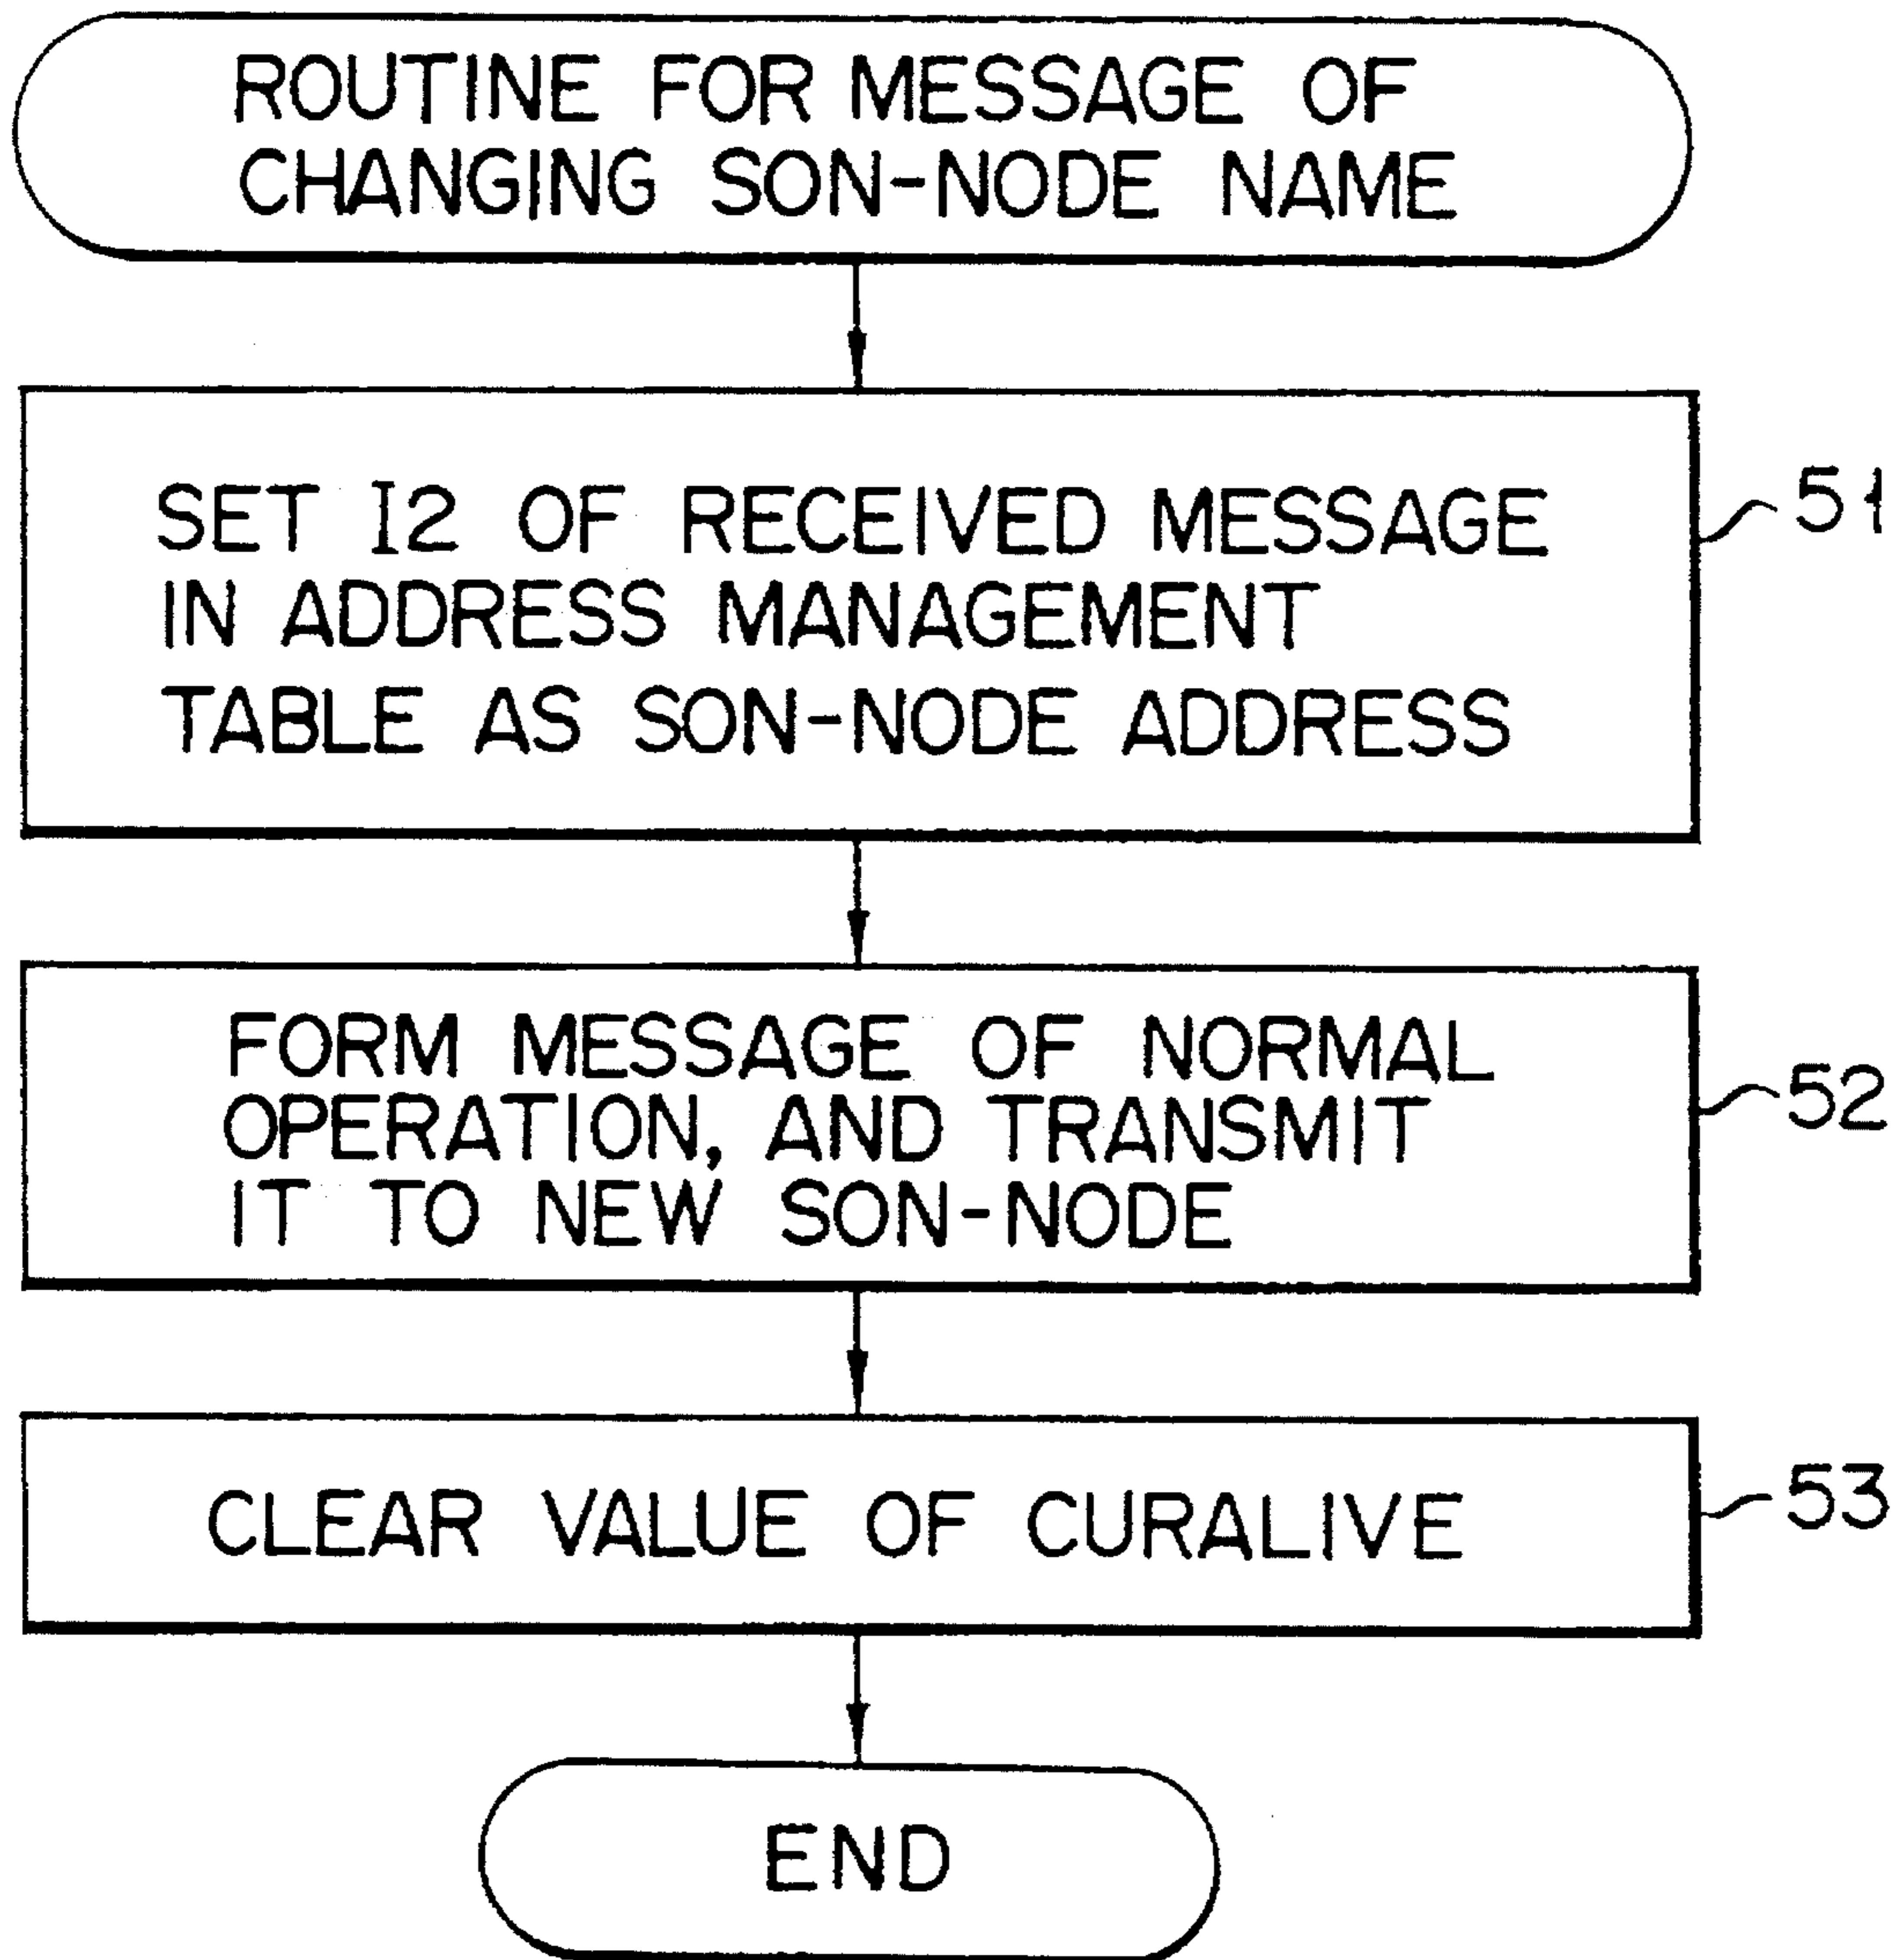 ROUTINE FOR MESSAGE OF
CHANGING SON-NODE NAME
SET I2 OF RECEIVED MESSAGE
IN ADDRESS MANAGEMENT
TABLE AS SON-NODE ADDRESS
51
FORM MESSAGE OF NORMAL
OPERATION, AND TRANSMIT
IT TO NEW SON-NODE
52
CLEAR VALUE OF CURALIVE
53
END